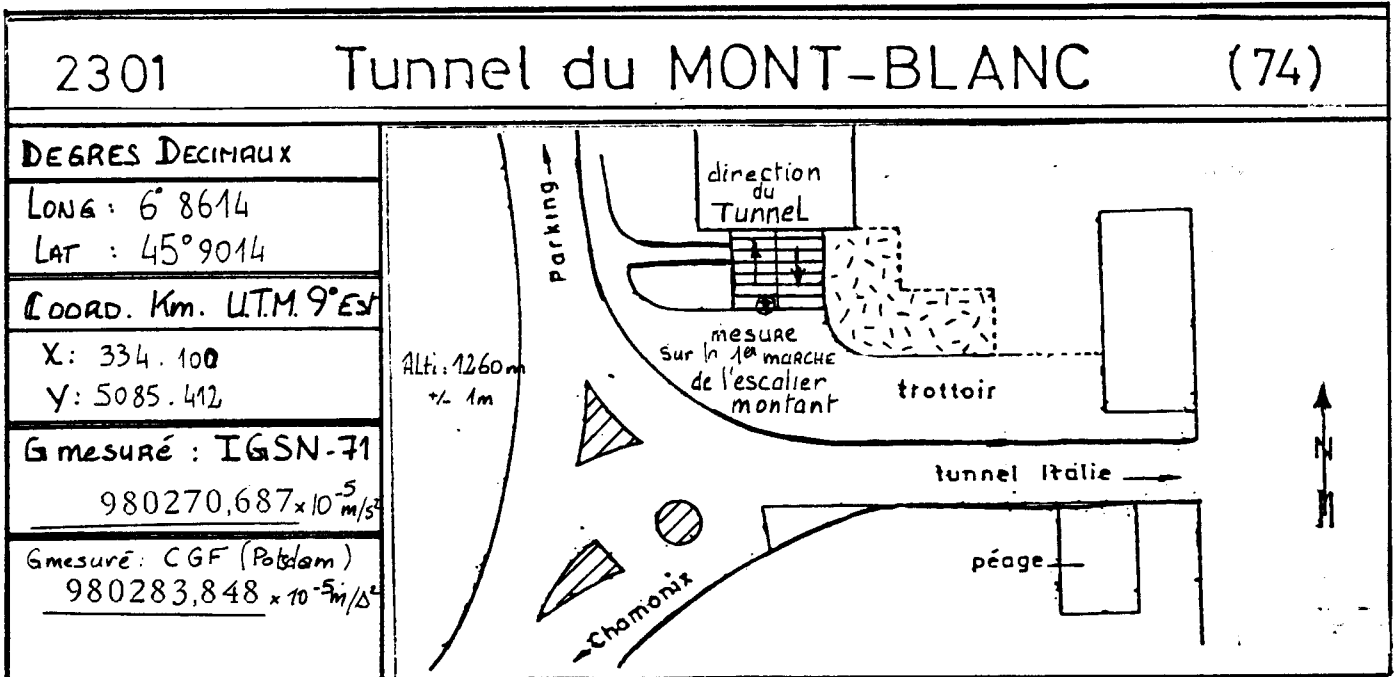 2301 Tunnel du MONT-BLANC (74)
DEGRES DECIMAUX
LONG : 6° 8614
LAT : 45°9014
COORD. Km. U.T.M. 9° EST
X: 334.100
Y: 5085.412
G mesuré : IGSN-71
980270,687 × 10⁻⁵ m/s²
Gmesuré : CGF (Potsdam)
980283,848 × 10⁻⁵ m/s²
Parking
direction
du
Tunnel
Alti: 1260m
+/- 1m
mesure
sur la 1ère marche
de l'escalier
montant
trottoir
tunnel Italie
péage
Chamonix
N